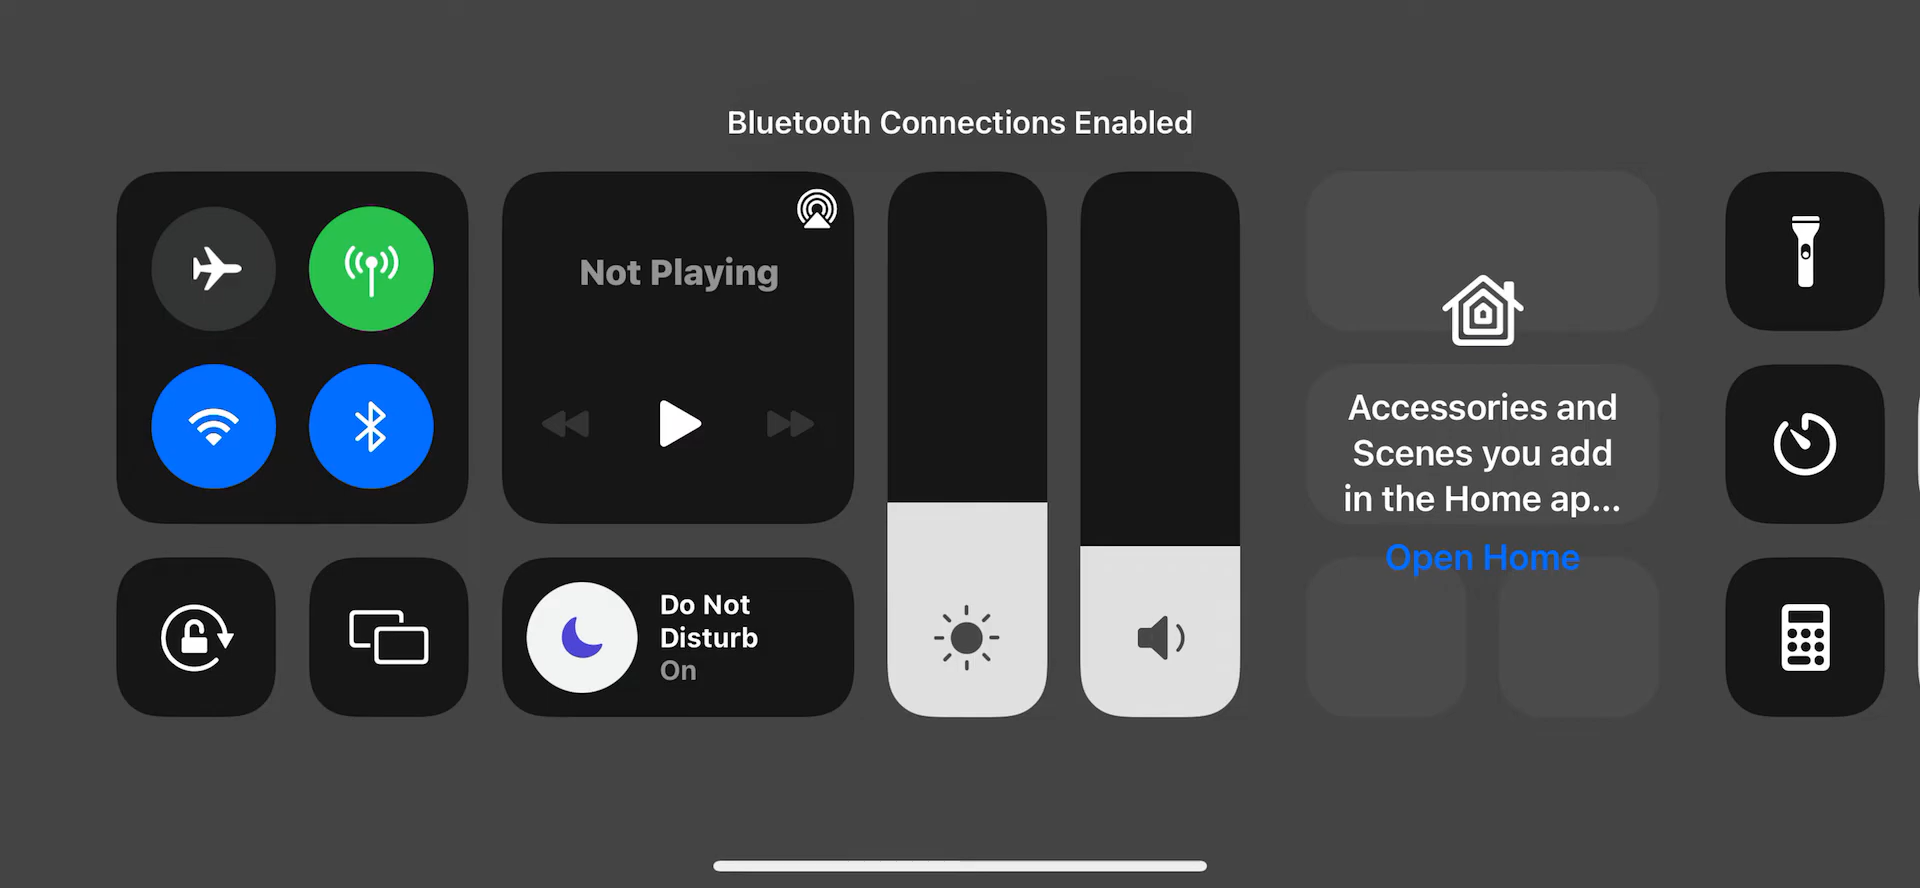 Bluetooth Connections Enabled
Not Playing
Do Not
Disturb
On
Accessories and
Scenes you add
in the Home ap...
Open Home